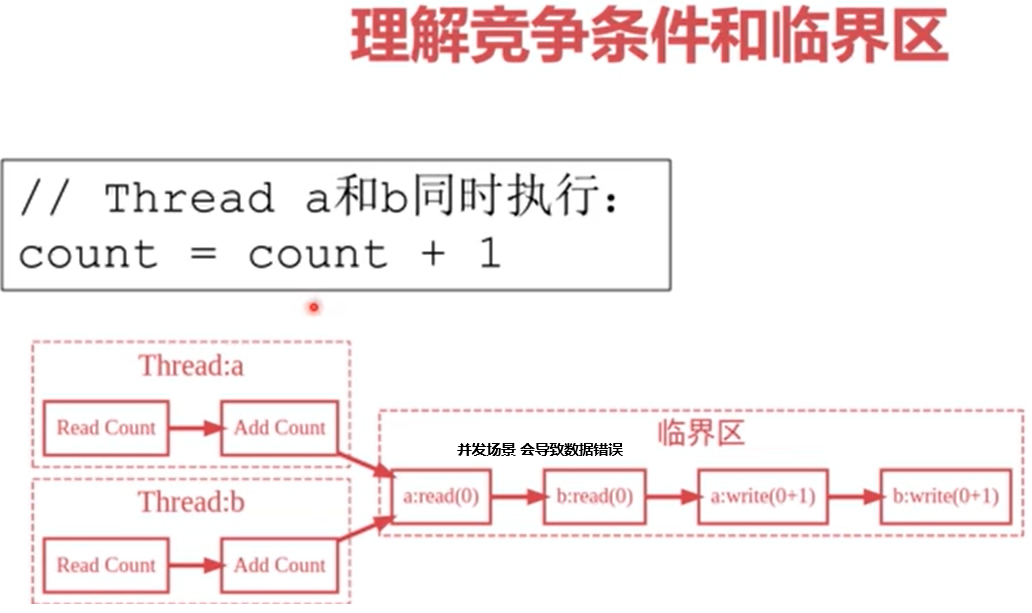 理解竞争条件和临界区
// Thread a和b同时执行：
count = count + 1
Thread:a
Read Count
Add Count
Thread:b
Read Count
Add Count
临界区
并发场景 会导致数据错误
a:read(0)
b:read(0)
a:write(0+1)
b:write(0+1)